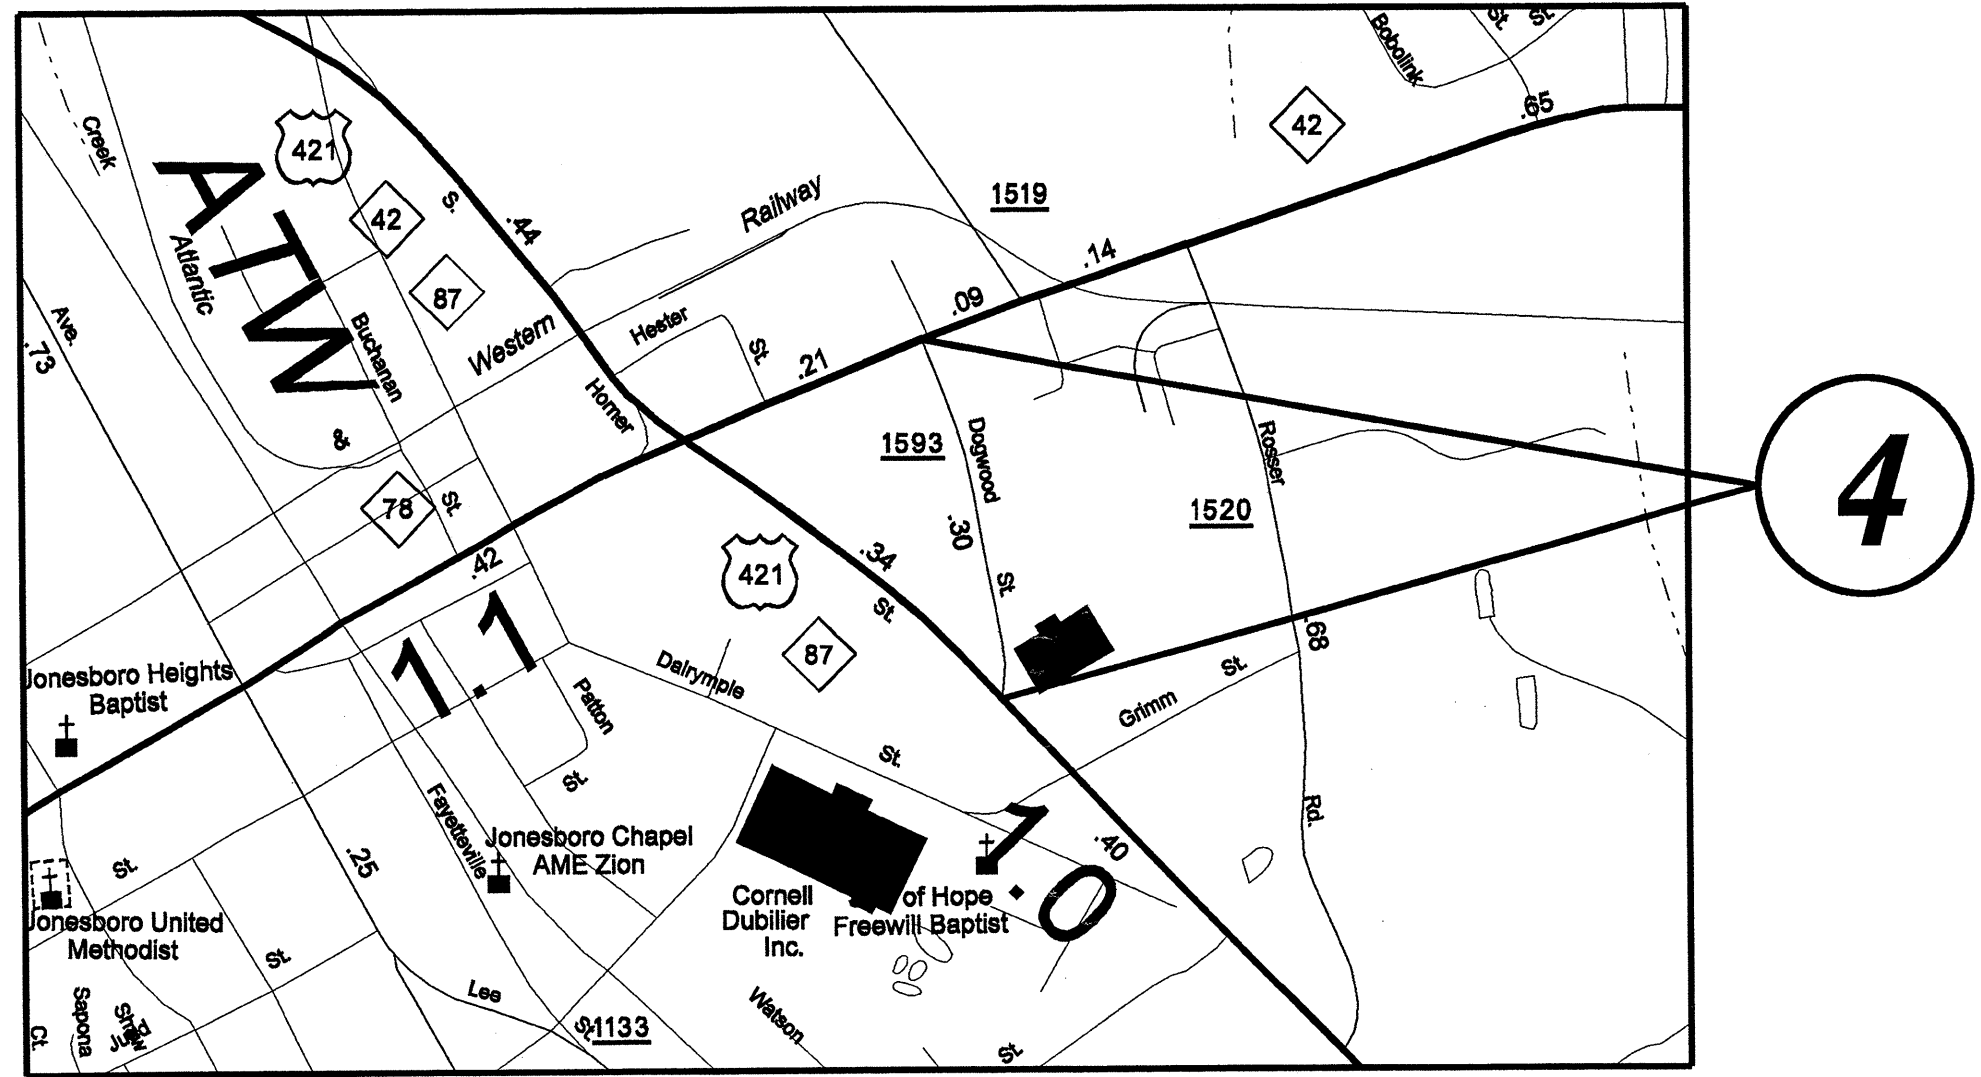 Bobolink
St.
St.
.65
42
Creek
421
ATW
42
S.
.44
Railway
1519
Atlantic
87
.14
.09
Ave.
.73
Buchanan
Western
Hester
St.
.21
Homer
&
1593
Dogwood
Rosser
4
78
St.
.30
1520
.42
421
.34
St.
St.
1.1
87
.68
Jonesboro Heights
Baptist
Dalrymple
St.
Grimm
Patton
St.
St.
Rd.
Fayetteville
Jonesboro Chapel
AME Zion
1.0
.40
.25
St.
Cornell
Dubilier
Inc.
of Hope
Freewill Baptist
Jonesboro United
Methodist
St.
Lee
St.
1133
Watson
St.
Sapona
Ct.